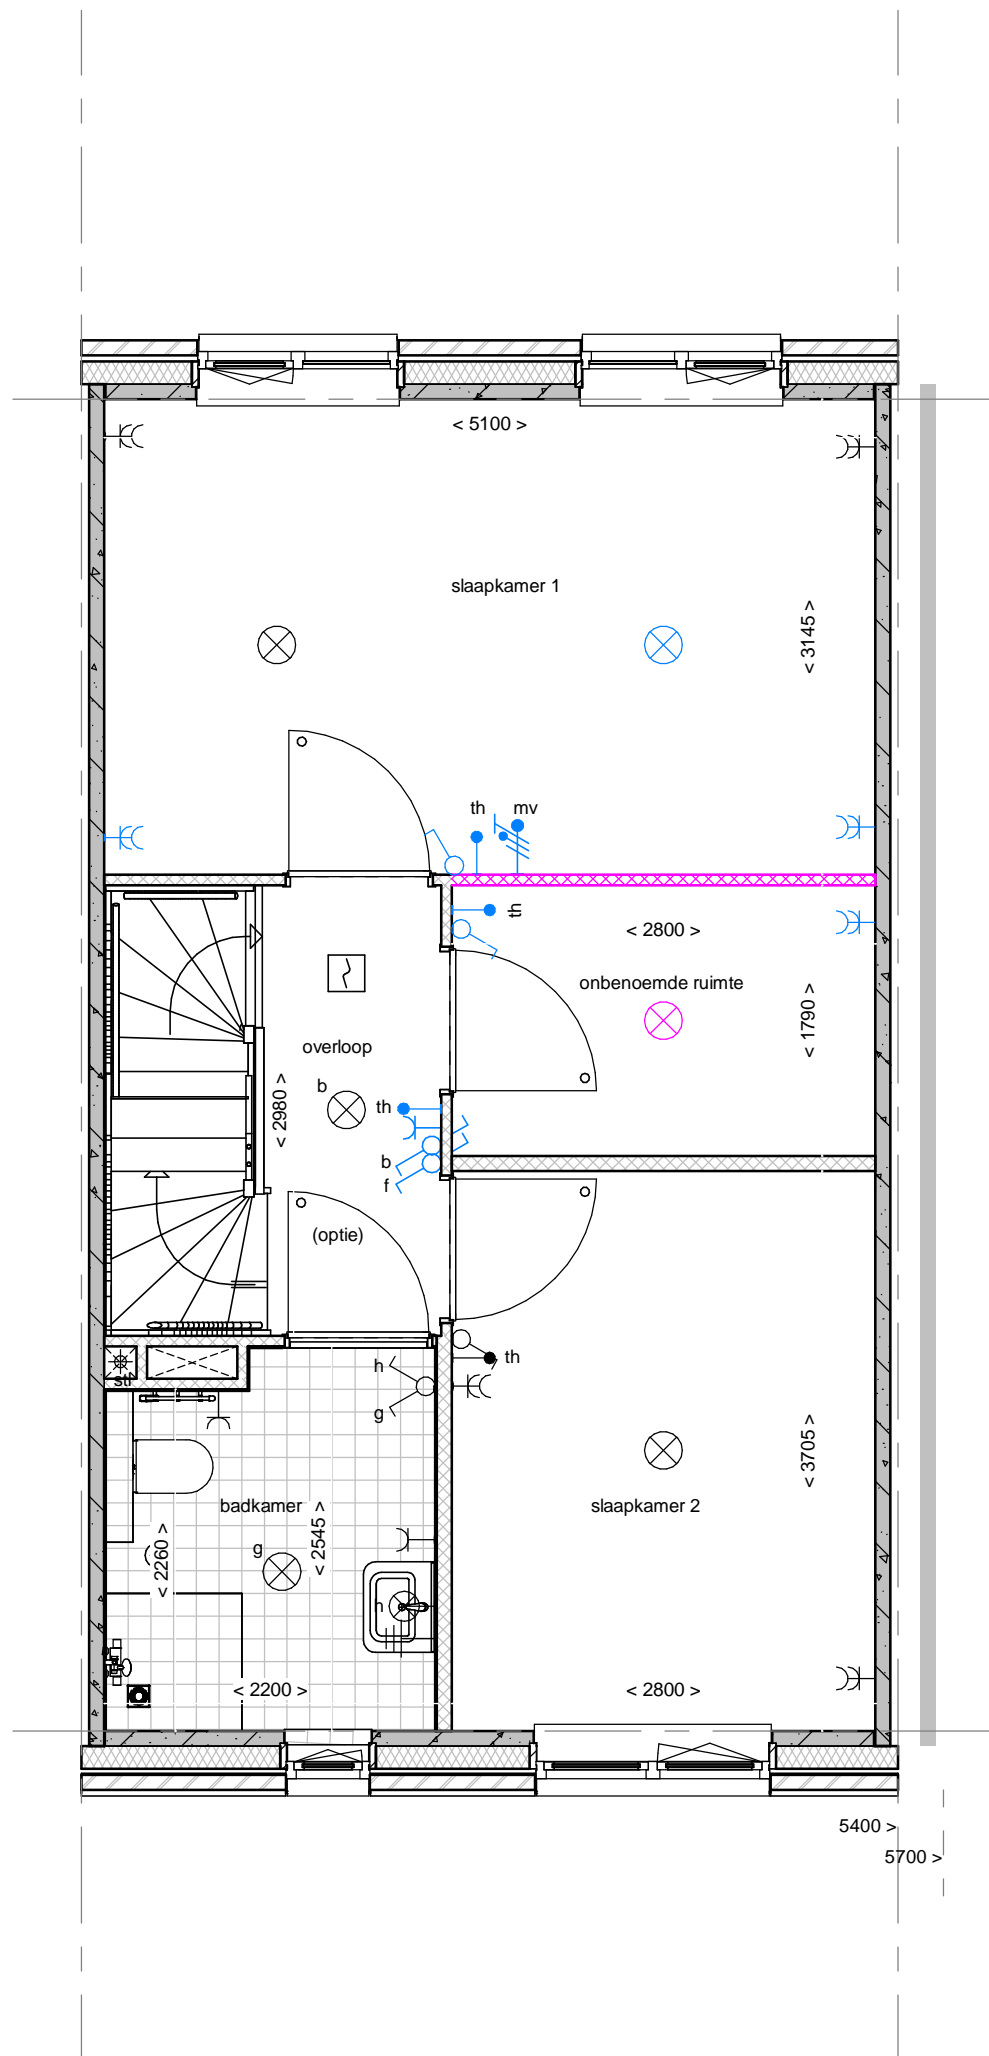 < 5100 >
slaapkamer 1
< 3145 >
th
mv
th
< 2800 >
onbenoemde ruimte
< 1790 >
overloop
b
< 2980 >
th
b
f
(optie)
h
th
stl
g
< 3705 >
badkamer
slaapkamer 2
< 2545 >
< 2260 >
g
h
< 2200 >
< 2800 >
5400 >
5700 >